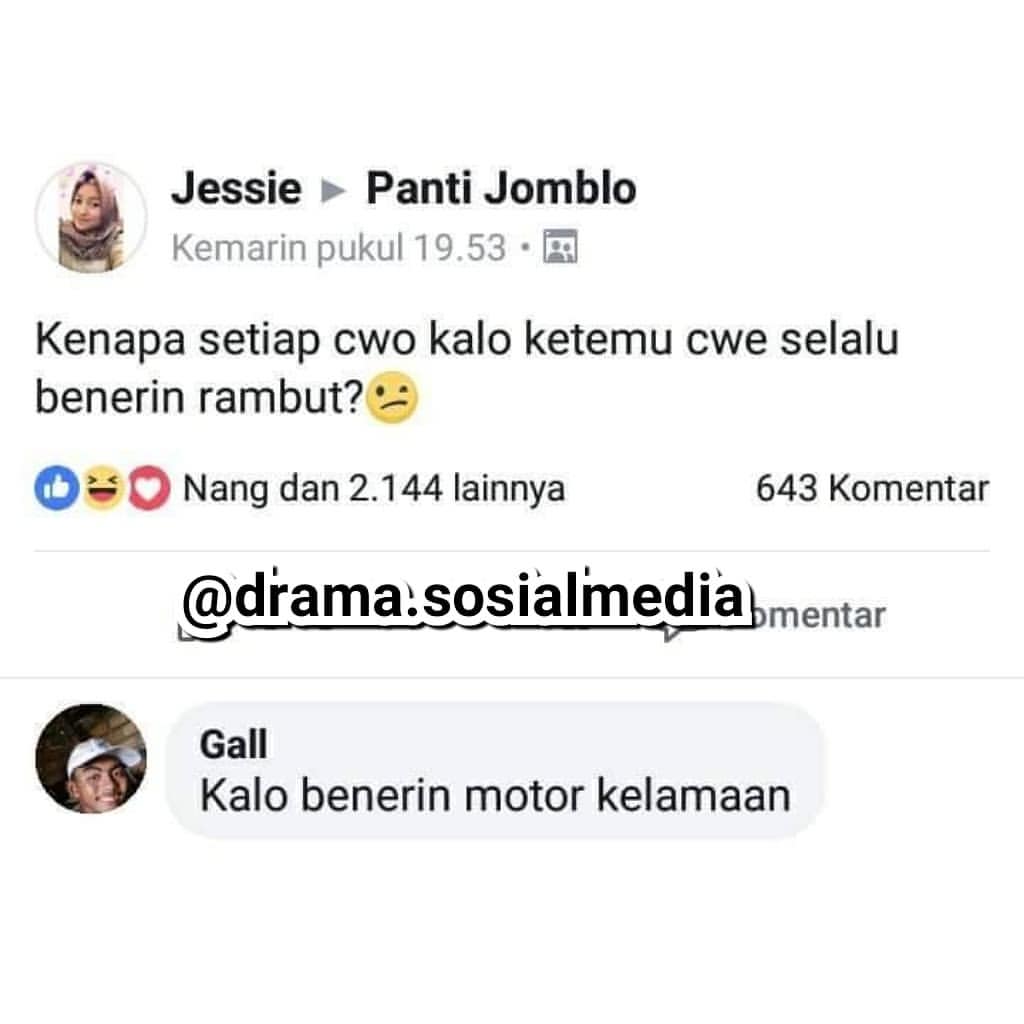 Jessie ▸ Panti Jomblo
Kemarin pukul 19.53 •
Kenapa setiap cwo kalo ketemu cwe selalu
benerin rambut?😕
Nang dan 2.144 lainnya 643 Komentar
@drama.sosialmedia
omentar
Gall
Kalo benerin motor kelamaan